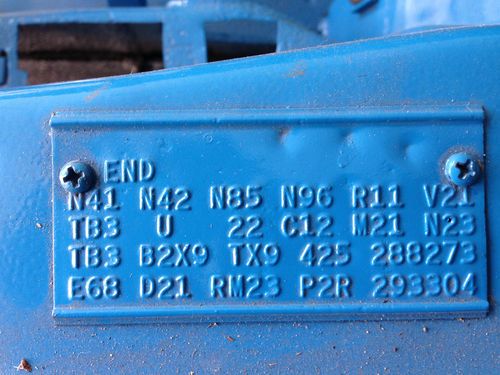 END
N41 N42 N85 N96 R11 V21
TB3 U 22 C12 M21 N23
TB3 B2X9 TX9 425 288273
E68 D21 RM23 P2R 293304